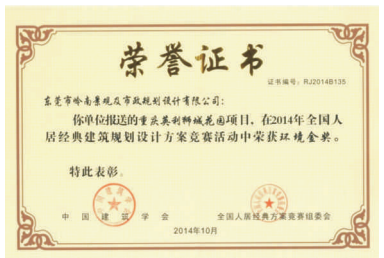 荣誉证书
证书编号：RJ2014B135
东莞市岭南景观及市政规划设计有限公司：
你单位报送的重庆英利狮城花园项目，在2014年全国人
居经典建筑规划设计方案竞赛活动中荣获环境金奖。
特此表彰。
中国建筑学会 全国人居经典方案竞赛组委会
2014年10月